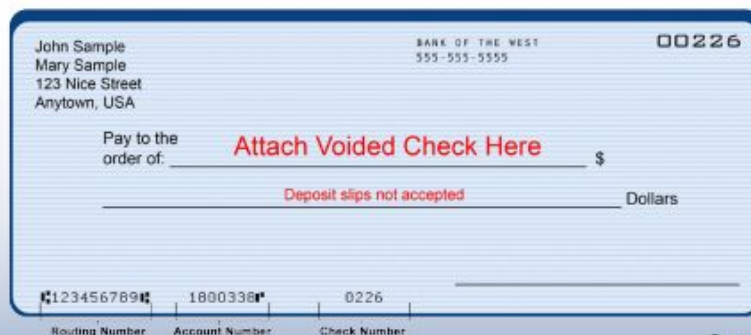 John Sample
Mary Sample
123 Nice Street
Anytown, USA
BANK OF THE WEST
555-555-5555
00226
Pay to the
order of:
Attach Voided Check Here
$
Deposit slips not accepted
Dollars
⑆123456789⑆ 1800338⑈ 0226
Routing Number Account Number Check Number